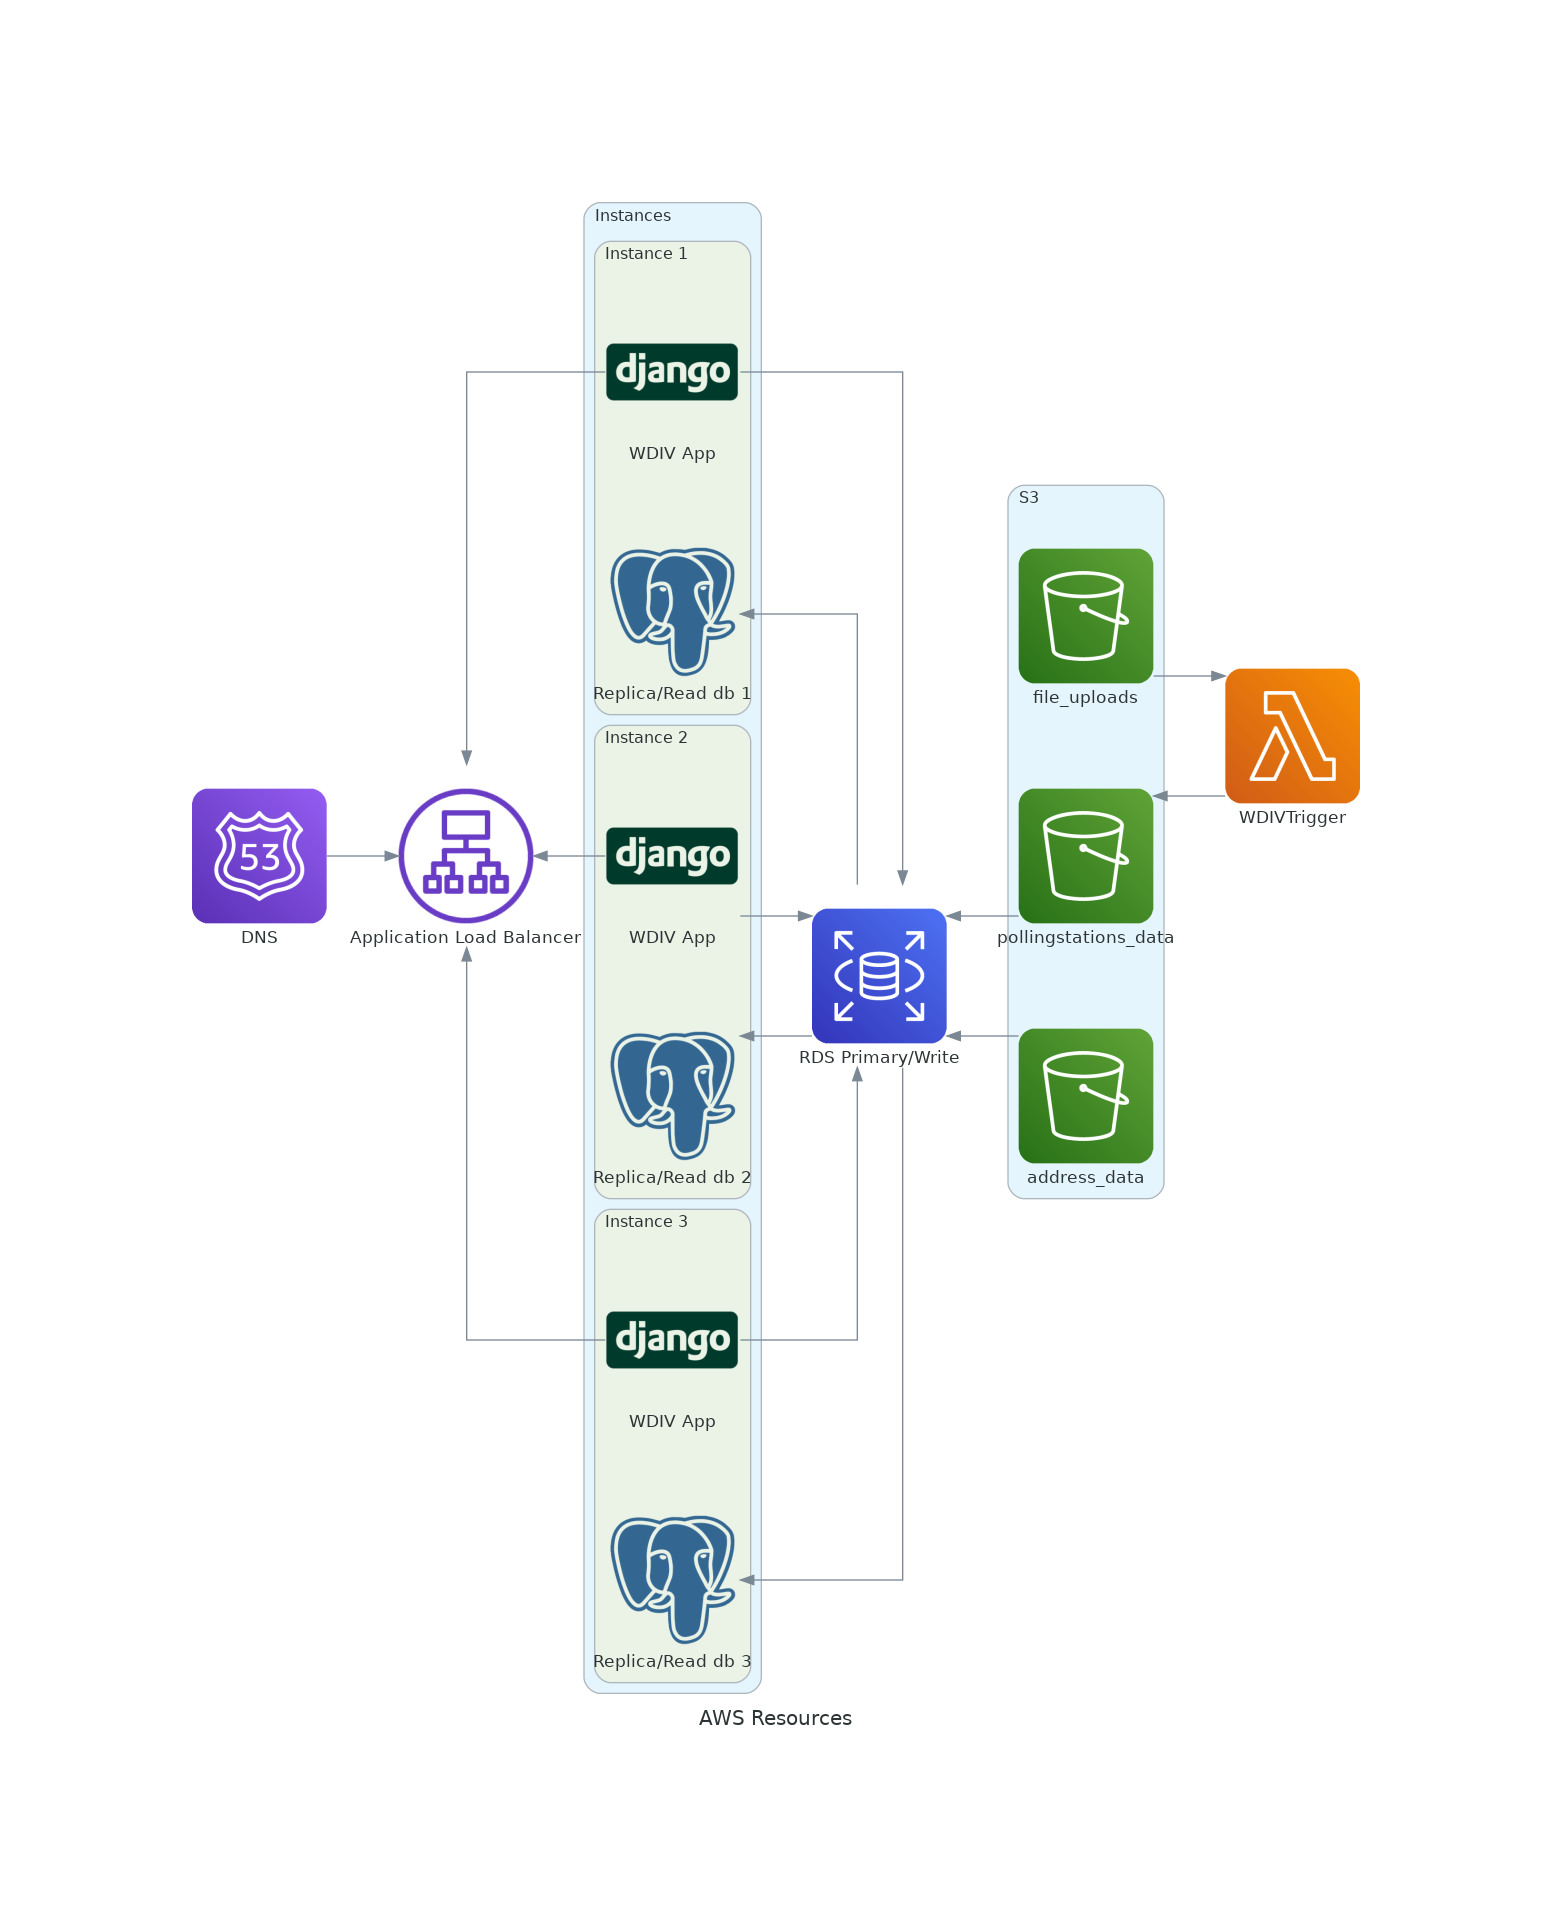 Instances
Instance 1
django
WDIV App
Replica/Read db 1
Instance 2
django
WDIV App
Replica/Read db 2
Instance 3
django
WDIV App
Replica/Read db 3
53
DNS
Application Load Balancer
RDS Primary/Write
S3
file_uploads
pollingstations_data
address_data
WDIVTrigger
AWS Resources